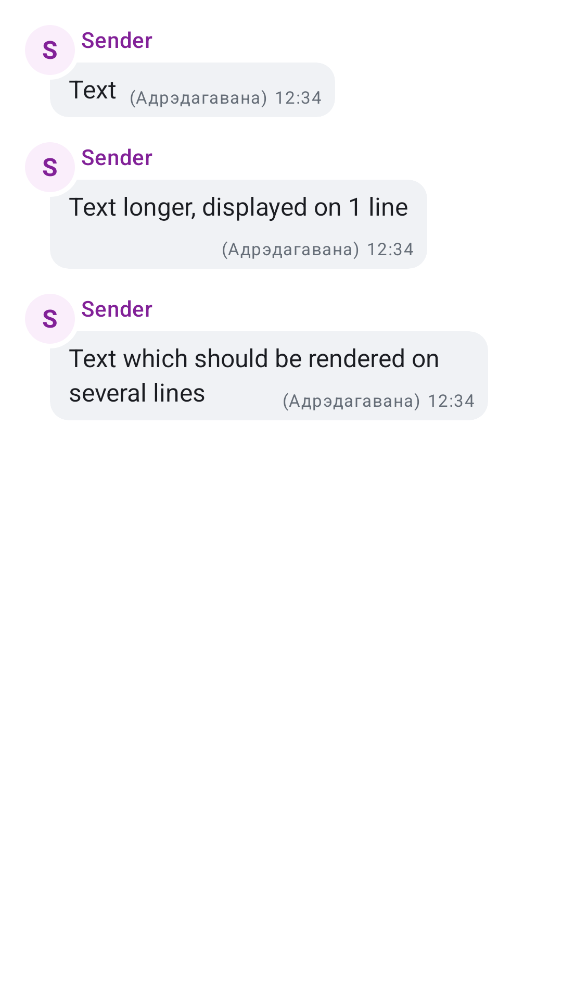 S Sender
Text (Адрэдагавана) 12:34
S Sender
Text longer, displayed on 1 line
(Адрэдагавана) 12:34
S Sender
Text which should be rendered on
several lines (Адрэдагавана) 12:34